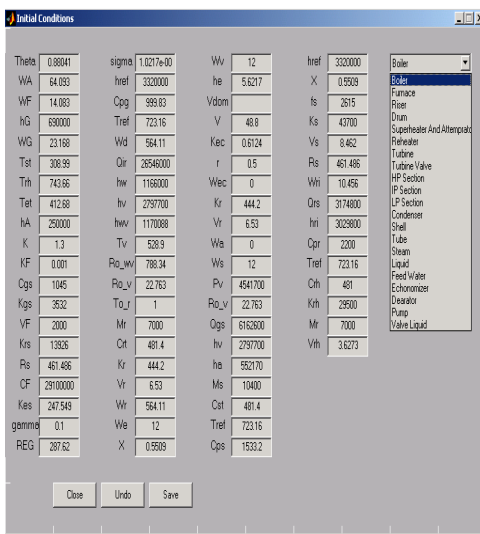 Initial Conditions
Theta 0.88041
WA 64.093
WF 14.083
hG 690000
WG 23.168
Tst 308.99
Trh 743.66
Tet 412.68
hA 250000
K 1.3
KF 0.001
Cgs 1045
Kgs 3532
VF 2000
Krs 13926
Rs 461.486
CF 29100000
Kes 247.549
gamma 0.1
REG 287.62
sigma 1.0217e-00
href 3320000
Cpg 999.83
Tref 723.16
Wd 564.11
Qir 26546000
hw 1166000
hv 2797700
hwv 1170088
Tv 528.9
Ro_wv 788.34
Ro_v 22.763
To_r 1
Mr 7000
Crt 481.4
Kr 444.2
Vr 6.53
Wr 564.11
We 12
X 0.5509
Wv 12
he 5.6217
Vdom
V 48.8
Kec 0.6124
r 0.5
Wec 0
Kr 444.2
Vr 6.53
Wa 0
Ws 12
Pv 4541700
Ro_v 22.763
Qgs 6162600
hv 2797700
ha 552170
Ms 10400
Cst 481.4
Tref 723.16
Cps 1533.2
href 3320000
X 0.5509
fs 2615
Ks 43700
Vs 8.462
Rs 461.486
Wri 10.456
Qrs 3174800
hri 3029800
Cpr 2200
Tref 723.16
Crh 481
Krh 29500
Mr 7000
Vrh 3.6273
Boiler
Boiler
Furnace
Riser
Drum
Superheater And Attemprato
Reheater
Turbine
Turbine Valve
HP Section
IP Section
LP Section
Condenser
Shell
Tube
Steam
Liquid
Feed Water
Echonomizer
Dearator
Pump
Valve Liquid
Close Undo Save